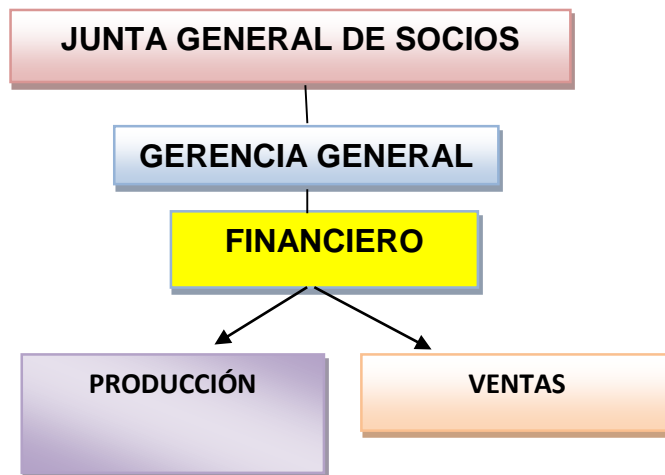 JUNTA GENERAL DE SOCIOS
GERENCIA GENERAL
FINANCIERO
PRODUCCIÓN
VENTAS